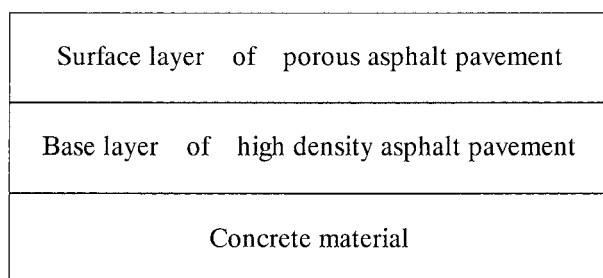 Surface layer of porous asphalt pavement
Base layer of high density asphalt pavement
Concrete material